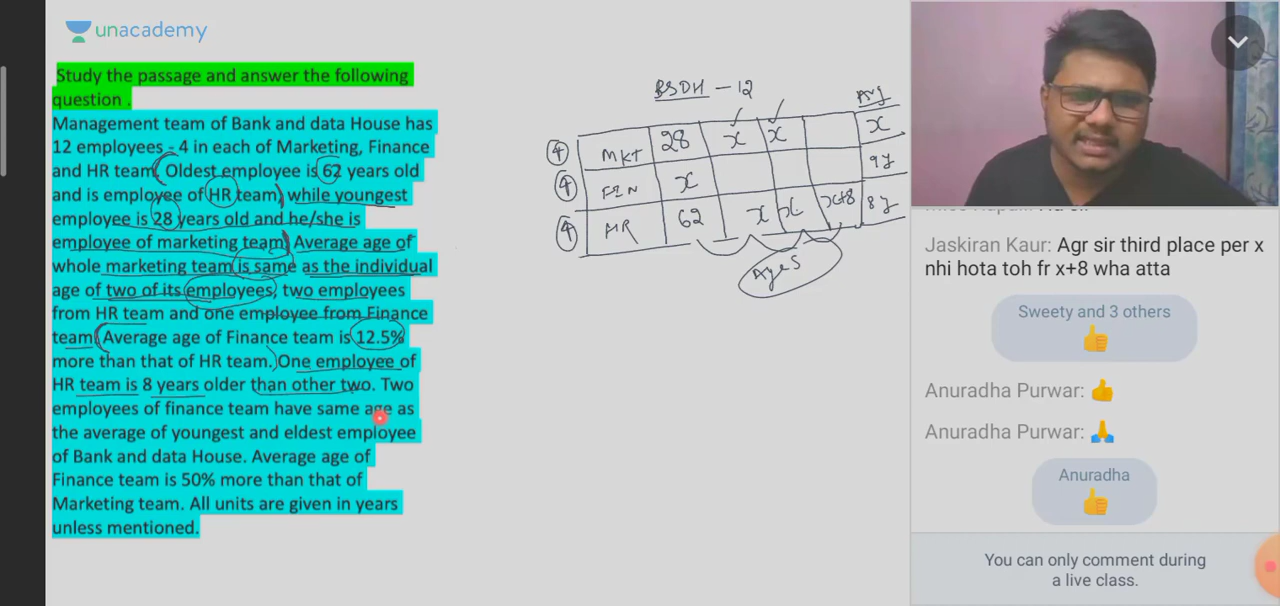 unacademy
Study the passage and answer the following
question .
Management team of Bank and data House has
12 employees - 4 in each of Marketing, Finance
and HR team. Oldest employee is 62 years old
and is employee of HR team, while youngest
employee is 28 years old and he/she is
employee of marketing team. Average age of
whole marketing team is same as the individual
age of two of its employees, two employees
from HR team and one employee from Finance
team. Average age of Finance team is 12.5%
more than that of HR team. One employee of
HR team is 8 years older than other two. Two
employees of finance team have same age as
the average of youngest and eldest employee
of Bank and data House. Average age of
Finance team is 50% more than that of
Marketing team. All units are given in years
unless mentioned.
BSDH - 12
Avg
④ MKT 28 x x x
④ FIN x 9y
④ HR 62 x x x+8 8y
Ages
Jaskiran Kaur: Agr sir third place per x
nhi hota toh fr x+8 wha atta
Sweety and 3 others
👍
Anuradha Purwar: 👍
Anuradha Purwar: 🙏
Anuradha
👍
You can only comment during
a live class.